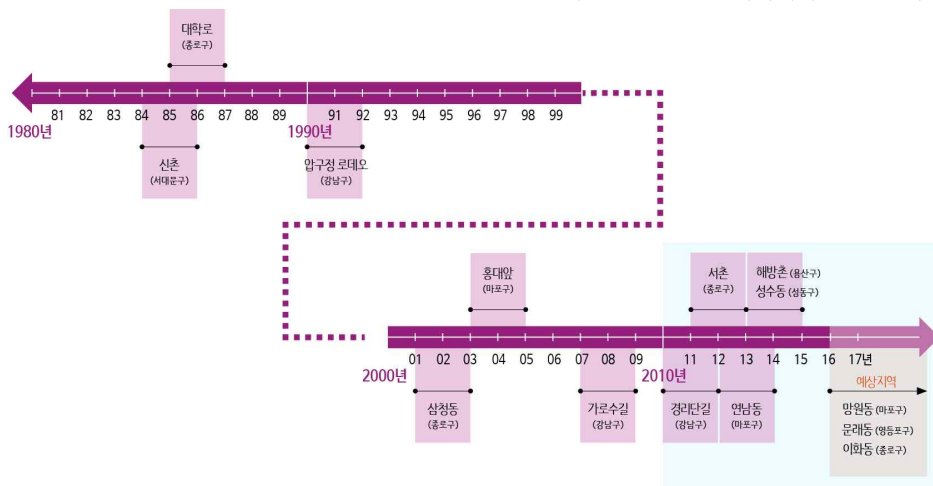 대학로
(종로구)
81 82 83 84 85 86 87 88 89 91 92 93 94 95 96 97 98 99
1980년 1990년
신촌
(서대문구)
압구정 로데오
(강남구)
홍대앞
(마포구)
서촌
(종로구)
해방촌 (용산구)
성수동 (성동구)
01 02 03 04 05 06 07 08 09 11 12 13 14 15 16 17년
2000년 2010년
예상지역
삼청동
(종로구)
가로수길
(강남구)
경리단길
(강남구)
연남동
(마포구)
망원동 (마포구)
문래동 (영등포구)
이화동 (종로구)